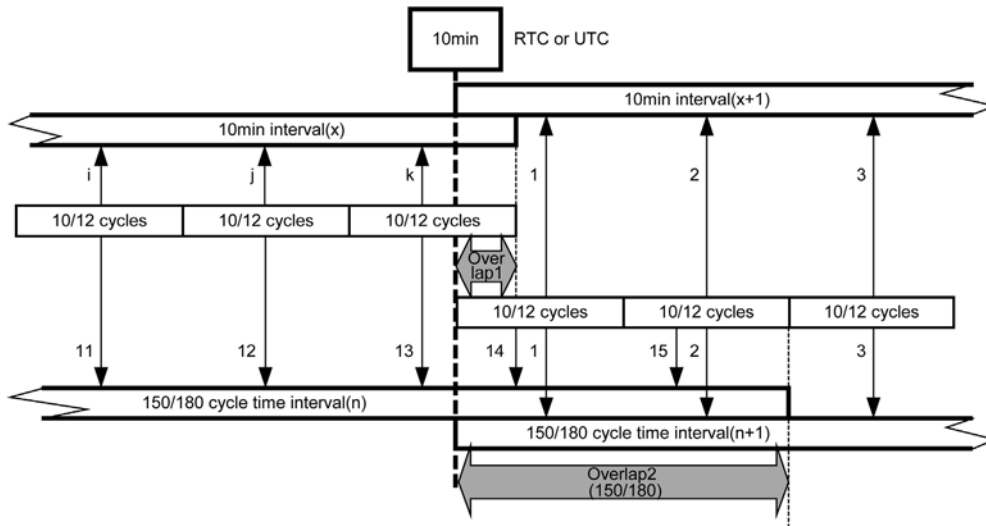 10min RTC or UTC
10min interval(x+1)
10min interval(x)
i j k 1 2 3
10/12 cycles 10/12 cycles 10/12 cycles
Over
lap1
10/12 cycles 10/12 cycles 10/12 cycles
11 12 13 14 1 15 2 3
150/180 cycle time interval(n)
150/180 cycle time interval(n+1)
Overlap2
(150/180)